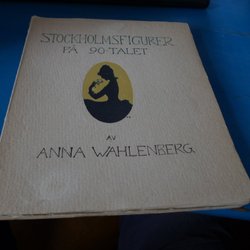 STOCKHOLMSFIGURER
PÅ 90-TALET
AV
ANNA WAHLENBERG